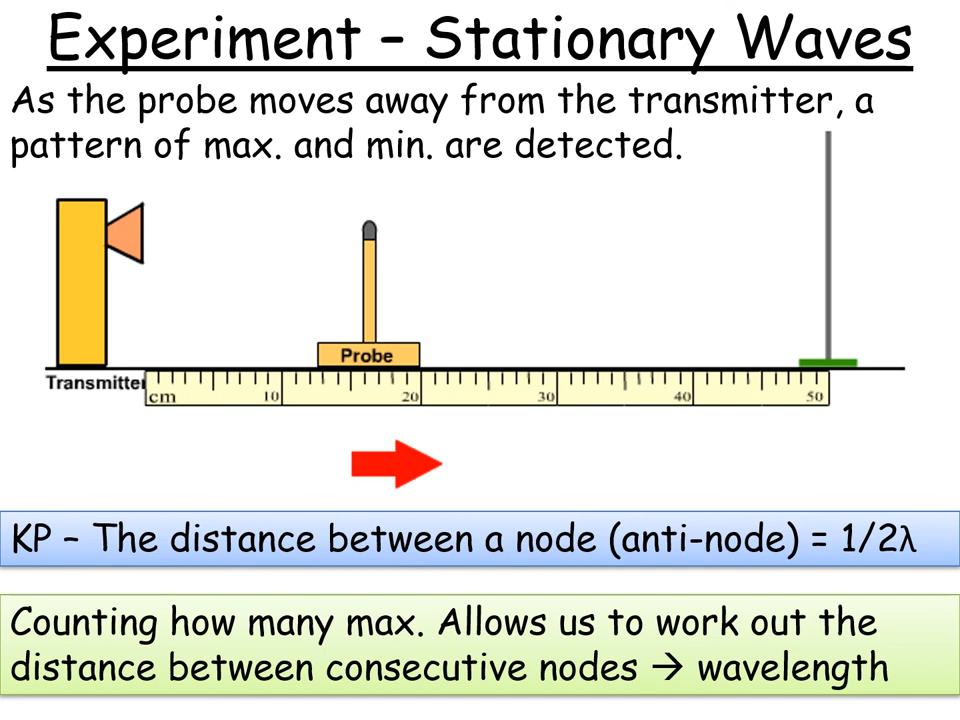 Experiment – Stationary Waves
As the probe moves away from the transmitter, a
pattern of max. and min. are detected.
Probe
Transmitter
cm 10 20 30 40 50
KP – The distance between a node (anti-node) = 1/2λ
Counting how many max. Allows us to work out the
distance between consecutive nodes → wavelength